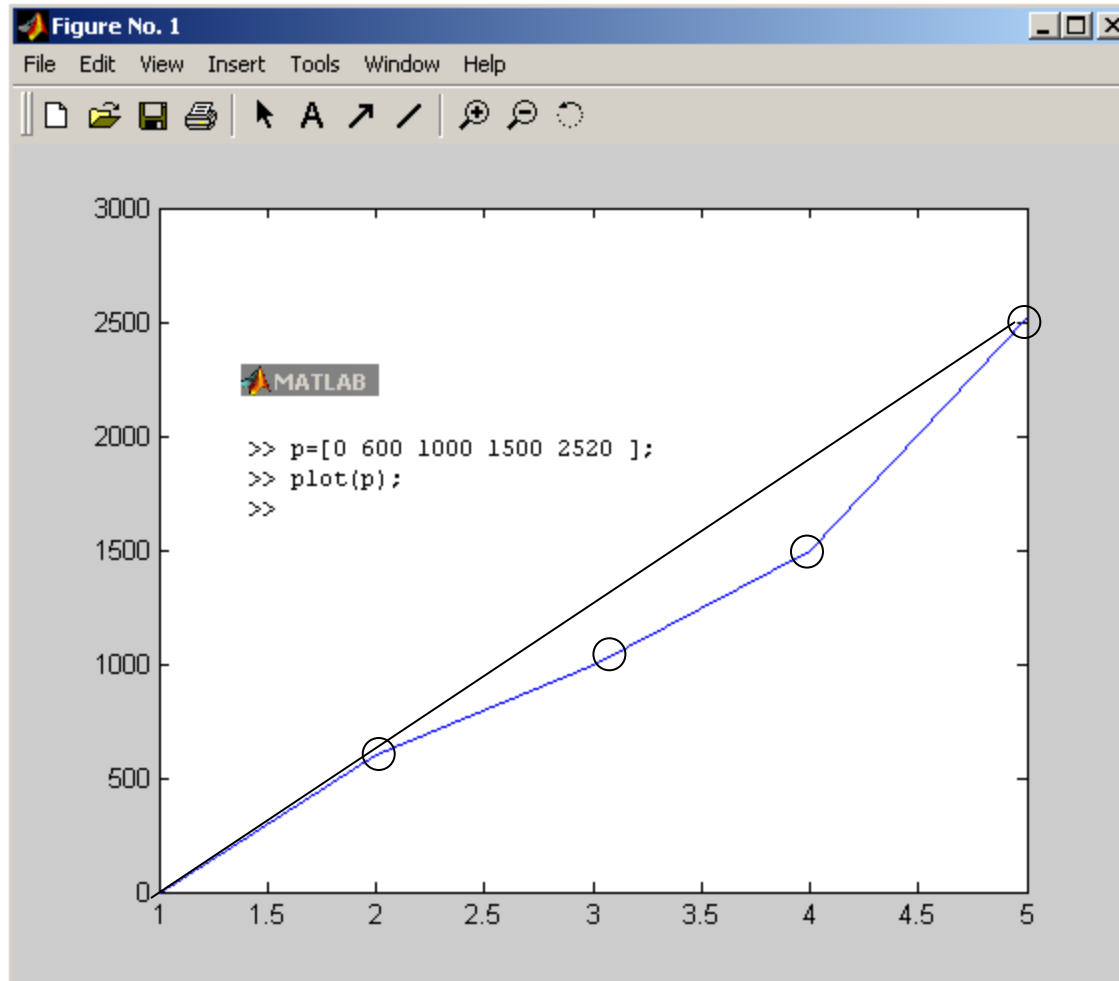 Figure No. 1
File Edit View Insert Tools Window Help
A
3000
2500
MATLAB
2000
>> p=[0 600 1000 1500 2520 ];
>> plot(p);
>>
1500
1000
500
0
1 1.5 2 2.5 3 3.5 4 4.5 5